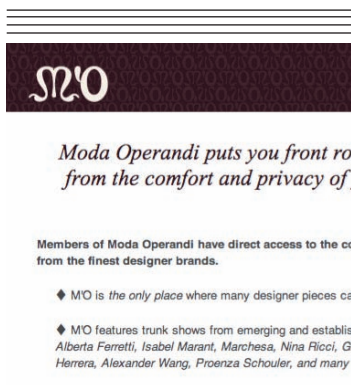 M'O
Moda Operandi puts you front ro
from the comfort and privacy of
Members of Moda Operandi have direct access to the co
from the finest designer brands.
♦ M'O is the only place where many designer pieces ca
♦ M'O features trunk shows from emerging and establis
Alberta Ferretti, Isabel Marant, Marchesa, Nina Ricci, G
Herrera, Alexander Wang, Proenza Schouler, and many